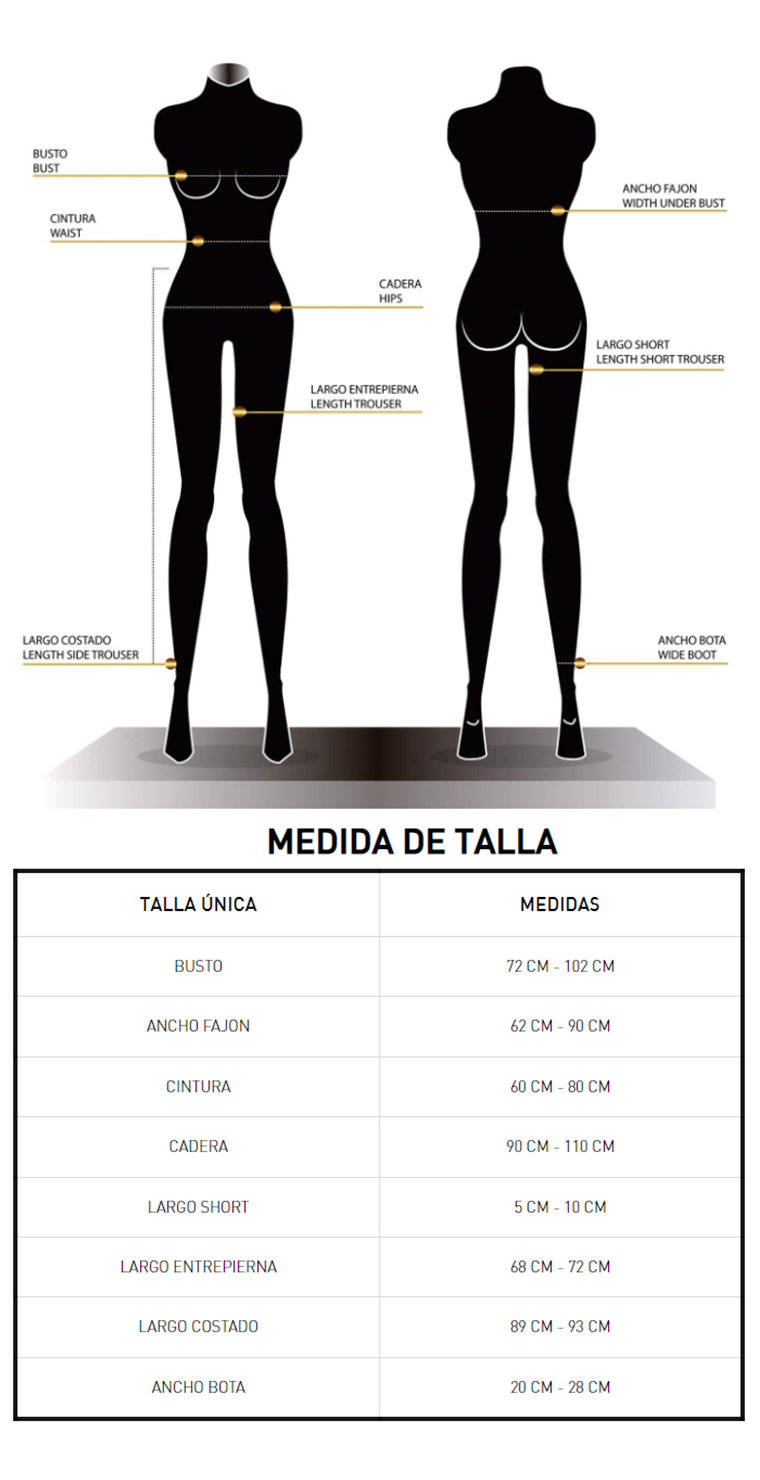 BUSTO
BUST
CINTURA
WAIST
CADERA
HIPS
LARGO ENTREPIERNA
LENGTH TROUSER
LARGO COSTADO
LENGTH SIDE TROUSER
ANCHO FAJON
WIDTH UNDER BUST
LARGO SHORT
LENGTH SHORT TROUSER
ANCHO BOTA
WIDE BOOT
MEDIDA DE TALLA
TALLA ÚNICA MEDIDAS
BUSTO 72 CM - 102 CM
ANCHO FAJON 62 CM - 90 CM
CINTURA 60 CM - 80 CM
CADERA 90 CM - 110 CM
LARGO SHORT 5 CM - 10 CM
LARGO ENTREPIERNA 68 CM - 72 CM
LARGO COSTADO 89 CM - 93 CM
ANCHO BOTA 20 CM - 28 CM